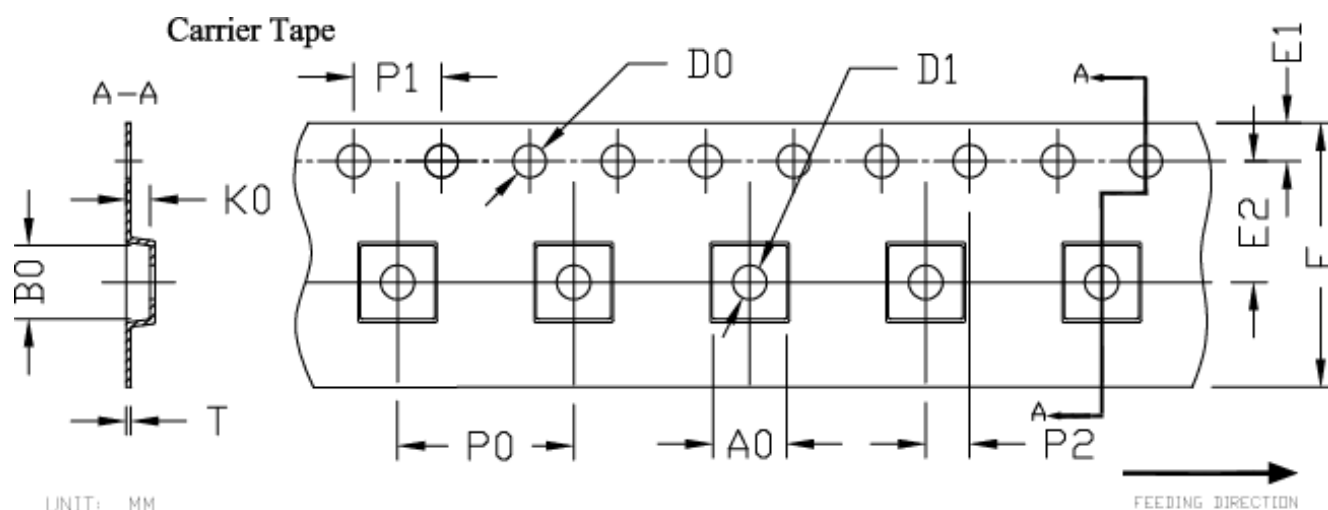 Carrier Tape
P1
D0
D1
E1
A
A-A
K0
E2
B0
F
T
P0
A0
A
P2
UNIT: MM
FEEDING DIRECTION